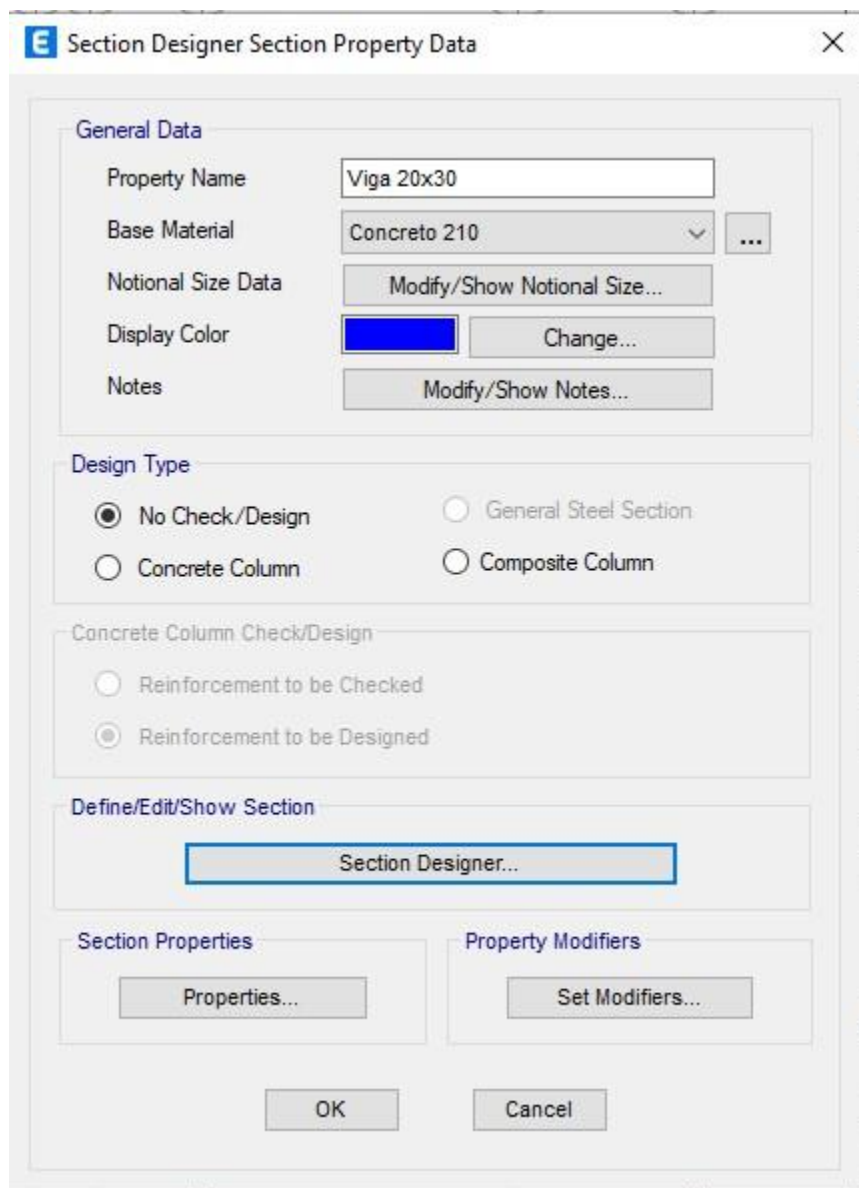 E Section Designer Section Property Data
General Data
Property Name Viga 20x30
Base Material Concreto 210 ...
Notional Size Data Modify/Show Notional Size...
Display Color Change...
Notes Modify/Show Notes...
Design Type
No Check/Design General Steel Section
Concrete Column Composite Column
Concrete Column Check/Design
Reinforcement to be Checked
Reinforcement to be Designed
Define/Edit/Show Section
Section Designer...
Section Properties Property Modifiers
Properties... Set Modifiers...
OK Cancel